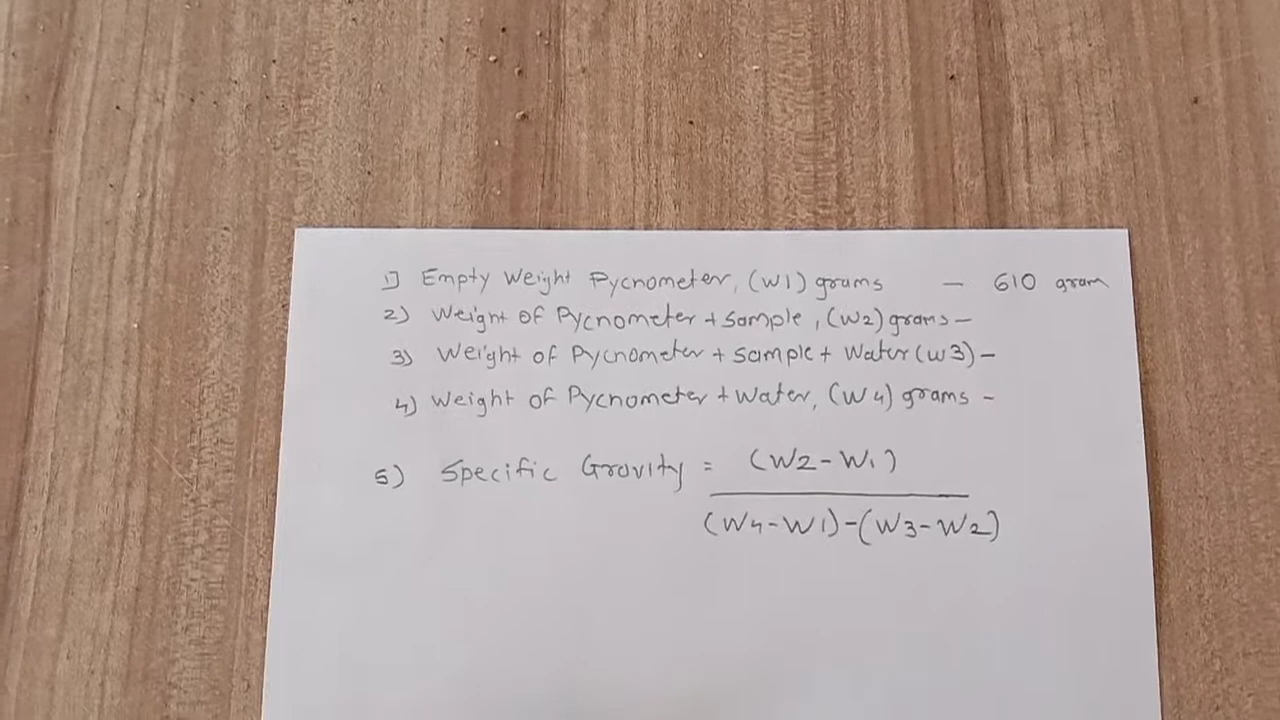 1) Empty Weight Pycnometer, (W1) grams - 610 gram
2) Weight of Pycnometer + Sample, (W2) grams -
3) Weight of Pycnometer + Sample + Water (W3) -
4) Weight of Pycnometer + Water, (W4) grams -
5) Specific Gravity = (W2-W1)
(W4-W1)-(W3-W2)